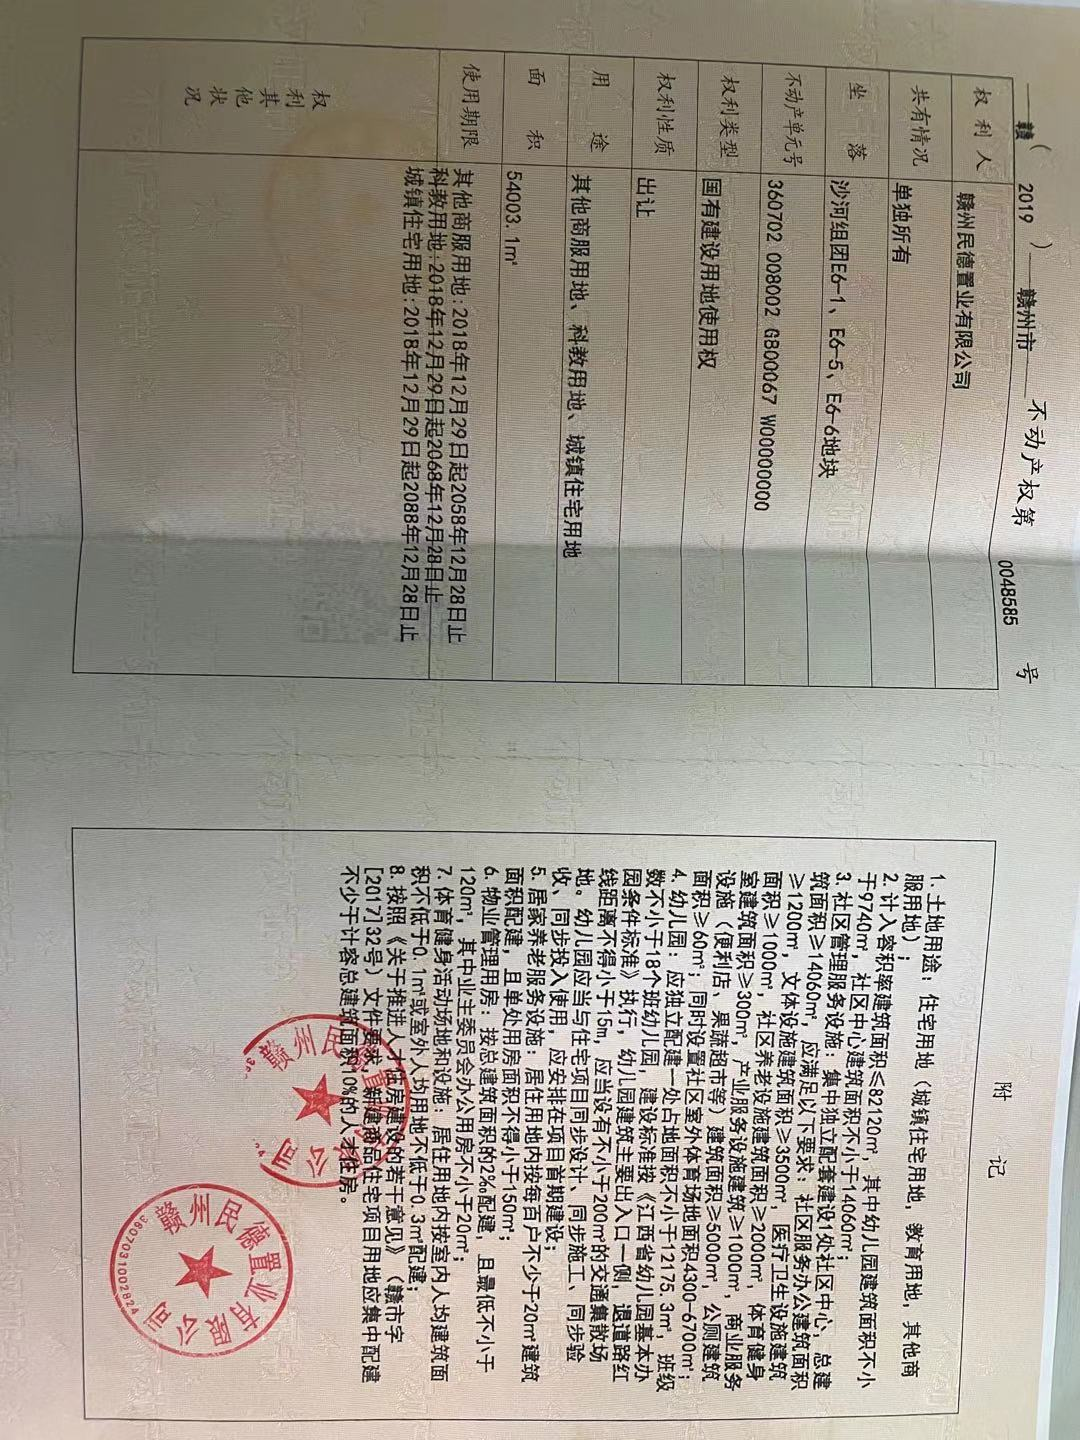 赣（ 2019 ） 赣州市 不动产权第 0048585 号
权利人 赣州民德置业有限公司
共有情况 单独所有
坐落 沙河组团E6-1、E6-5、E6-6地块
不动产单元号 360702 008002 GB00067 W00000000
权利类型 国有建设用地使用权
权利性质 出让
用途 其他商服用地、科教用地、城镇住宅用地
面积 54003.1㎡
使用期限 其他商服用地:2018年12月29日起2058年12月28日止
科教用地:2018年12月29日起2068年12月28日止
城镇住宅用地:2018年12月29日起2088年12月28日止
权利其他状况
附记
1.土地用途：住宅用地（城镇住宅用地，教育用地，其他商
服用地）；
2.计入容积率建筑面积≤82120㎡，其中幼儿园建筑面积不小
于9740㎡，社区中心建筑面积不小于14060㎡；
3.社区管理服务设施：集中独立配套建设1处社区中心，总建
筑面积≥14060㎡，应满足以下要求：社区服务办公建筑面积
≥1200㎡，文体设施建筑面积≥3500㎡，医疗卫生设施建筑
面积≥1000㎡，社区养老设施建筑面积≥2000㎡，体育健身
室建筑面积≥300㎡，产业服务设施建筑≥1000㎡，商业服务
设施（便利店、果蔬超市等）建筑面积≥5000㎡，公厕建筑
面积≥60㎡；同时设置社区室外体育场地面积4300-6700㎡；
4.幼儿园：应独立配建一处占地面积不小于12175.3㎡，班级
数不小于18个班幼儿园，建设标准按《江西省幼儿园基本办
园条件标准》执行，幼儿园建筑主要出入口一侧，退道路红
线距离不得小于15m，应当设有不小于200㎡的交通集散场
地。幼儿园应当与住宅项目同步设计、同步施工、同步验
收、同步投入使用，应安排在项目首期建设；
5.居家养老服务设施：居住用地内按每百户不少于20㎡建筑
面积配建，且单处用房面积不得小于150㎡；
6.物业管理用房：按总建筑面积的2‰配建，且最低不小于
120㎡，其中业主委员会办公用房不小于20㎡；
7.体育健身活动场地和设施：居住用地内按室内人均建筑面
积不低于0.1㎡或室外人均用地不低于0.3㎡配建；
8.按照《关于推进人才住房建设的若干意见》（赣市字
[2017]32号）文件要求，新建商品住宅项目用地应集中配建
不少于计容总建筑面积10%的人才住房。
赣州民德置业有限公司
赣州民德置业有限公司
3607031002824